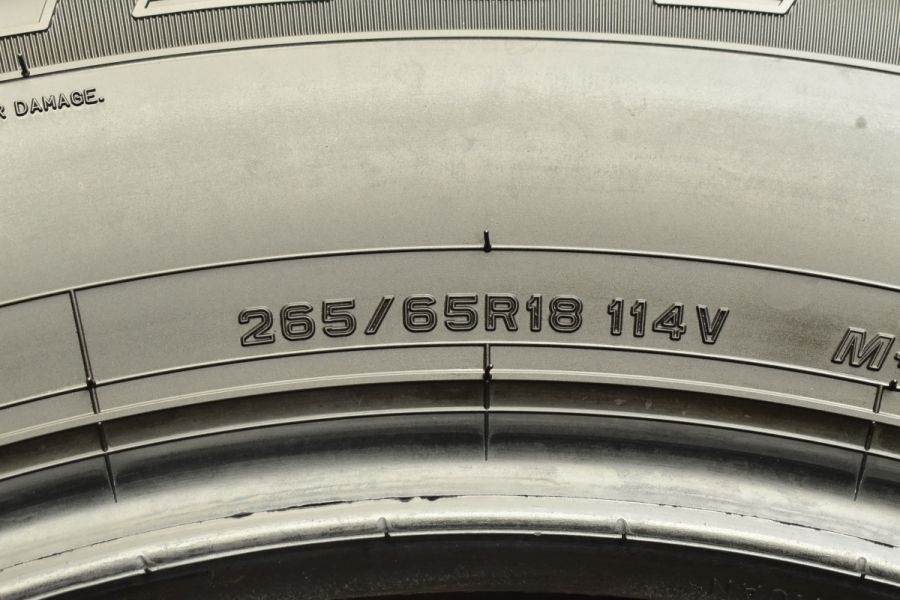 DAMAGE.
265/65R18 114V
M+